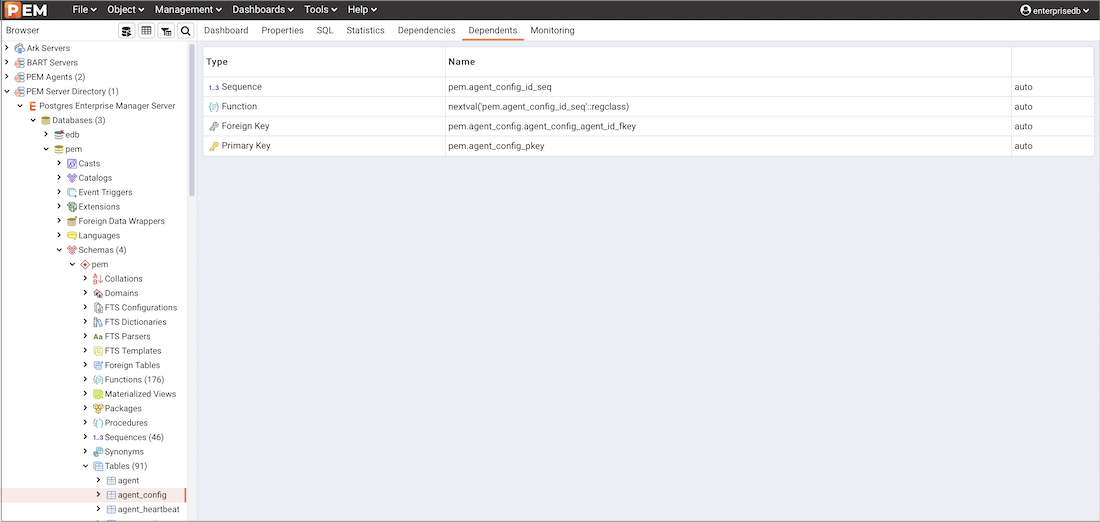 PEM File Object Management Dashboards Tools Help enterprisedb
Browser
Dashboard Properties SQL Statistics Dependencies Dependents Monitoring
Ark Servers
BART Servers
PEM Agents (2)
PEM Server Directory (1)
Postgres Enterprise Manager Server
Databases (3)
edb
pem
Casts
Catalogs
Event Triggers
Extensions
Foreign Data Wrappers
Languages
Schemas (4)
pem
Collations
Domains
FTS Configurations
FTS Dictionaries
Aa FTS Parsers
FTS Templates
Foreign Tables
Functions (176)
Materialized Views
Packages
Procedures
1..3 Sequences (46)
Synonyms
Tables (91)
agent
agent_config
agent_heartbeat
Type Name
1..3 Sequence pem.agent_config_id_seq auto
Function nextval('pem.agent_config_id_seq'::regclass) auto
Foreign Key pem.agent_config.agent_config_agent_id_fkey auto
Primary Key pem.agent_config_pkey auto